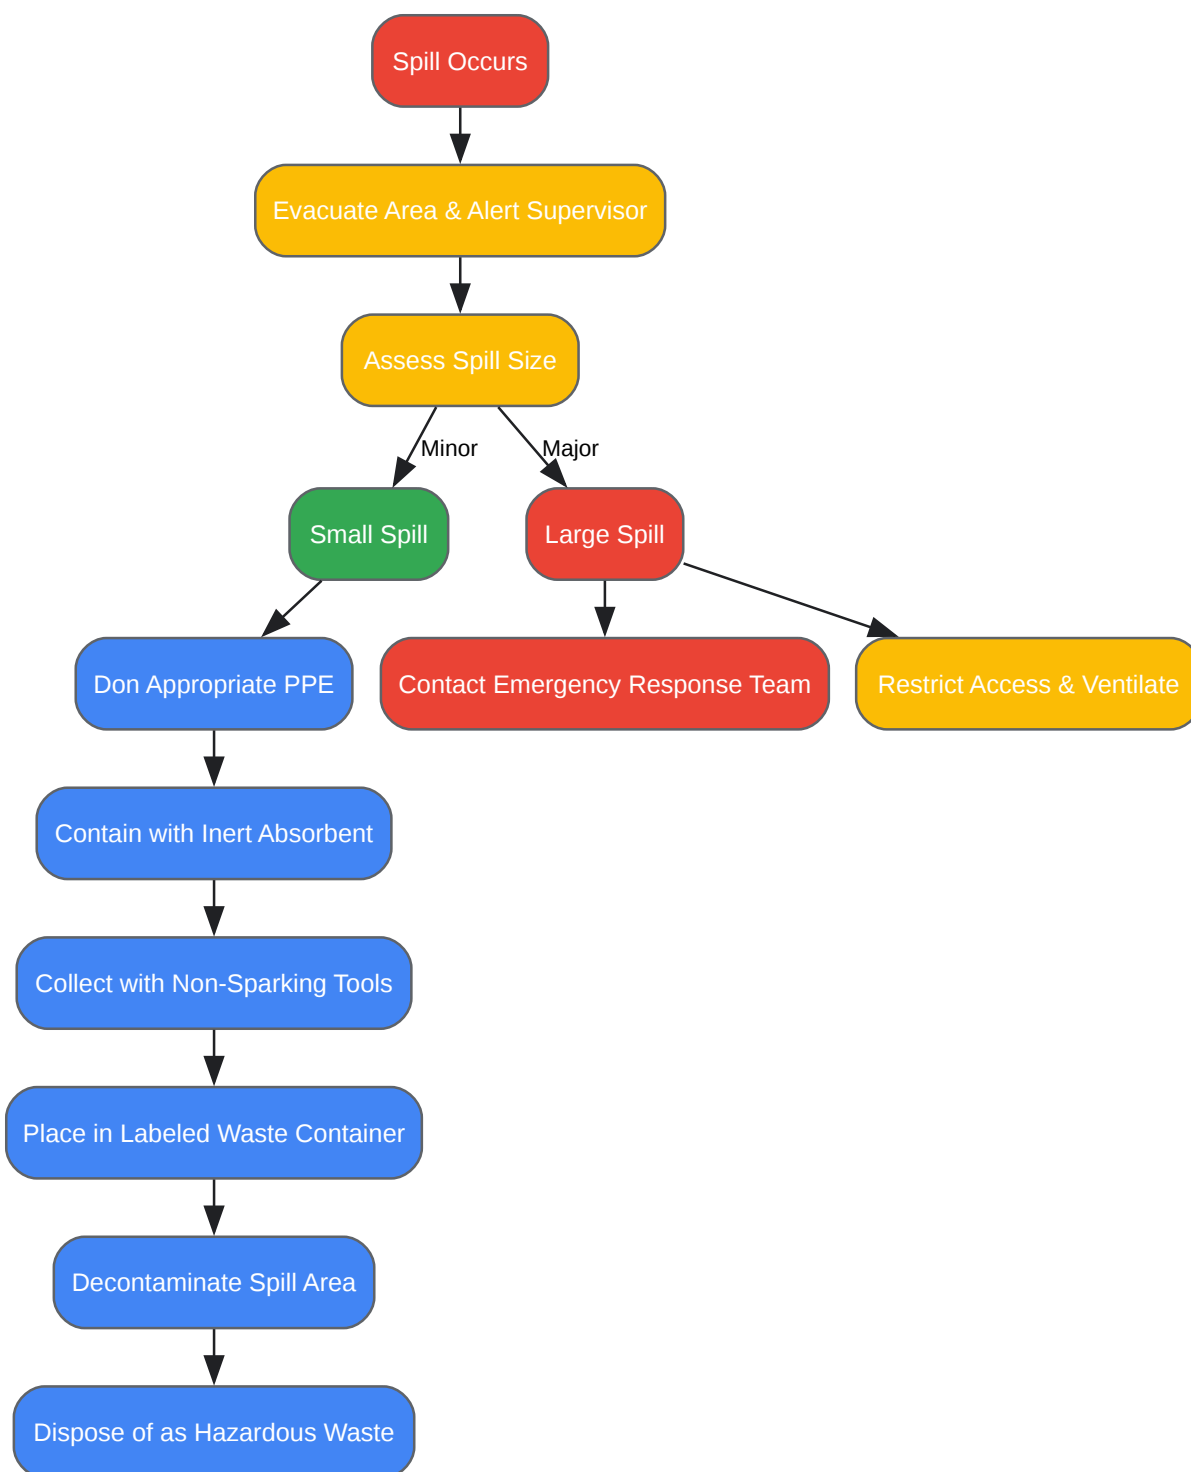 Spill Occurs
Evacuate Area & Alert Supervisor
Assess Spill Size
Minor
Major
Small Spill
Large Spill
Don Appropriate PPE
Contact Emergency Response Team
Restrict Access & Ventilate
Contain with Inert Absorbent
Collect with Non-Sparking Tools
Place in Labeled Waste Container
Decontaminate Spill Area
Dispose of as Hazardous Waste